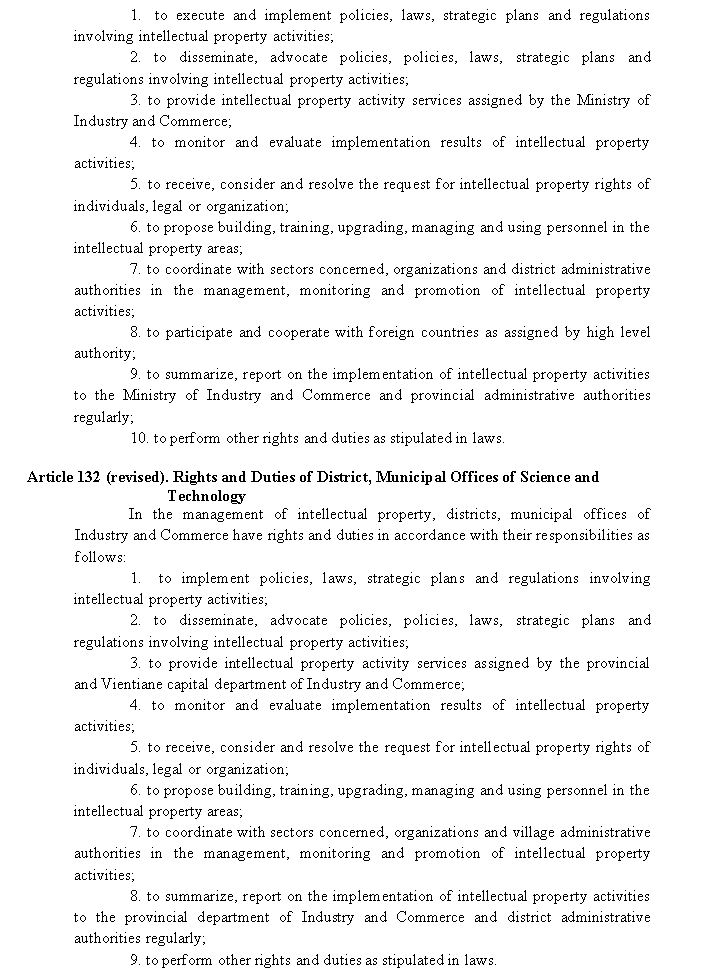 1. to execute and implement policies, laws, strategic plans and regulations
involving intellectual property activities;
2. to disseminate, advocate policies, policies, laws, strategic plans and
regulations involving intellectual property activities;
3. to provide intellectual property activity services assigned by the Ministry of
Industry and Commerce;
4. to monitor and evaluate implementation results of intellectual property
activities;
5. to receive, consider and resolve the request for intellectual property rights of
individuals, legal or organization;
6. to propose building, training, upgrading, managing and using personnel in the
intellectual property areas;
7. to coordinate with sectors concerned, organizations and district administrative
authorities in the management, monitoring and promotion of intellectual property
activities;
8. to participate and cooperate with foreign countries as assigned by high level
authority;
9. to summarize, report on the implementation of intellectual property activities
to the Ministry of Industry and Commerce and provincial administrative authorities
regularly;
10. to perform other rights and duties as stipulated in laws.
Article 132 (revised). Rights and Duties of District, Municipal Offices of Science and
Technology
In the management of intellectual property, districts, municipal offices of
Industry and Commerce have rights and duties in accordance with their responsibilities as
follows:
1. to implement policies, laws, strategic plans and regulations involving
intellectual property activities;
2. to disseminate, advocate policies, policies, laws, strategic plans and
regulations involving intellectual property activities;
3. to provide intellectual property activity services assigned by the provincial
and Vientiane capital department of Industry and Commerce;
4. to monitor and evaluate implementation results of intellectual property
activities;
5. to receive, consider and resolve the request for intellectual property rights of
individuals, legal or organization;
6. to propose building, training, upgrading, managing and using personnel in the
intellectual property areas;
7. to coordinate with sectors concerned, organizations and village administrative
authorities in the management, monitoring and promotion of intellectual property
activities;
8. to summarize, report on the implementation of intellectual property activities
to the provincial department of Industry and Commerce and district administrative
authorities regularly;
9. to perform other rights and duties as stipulated in laws.